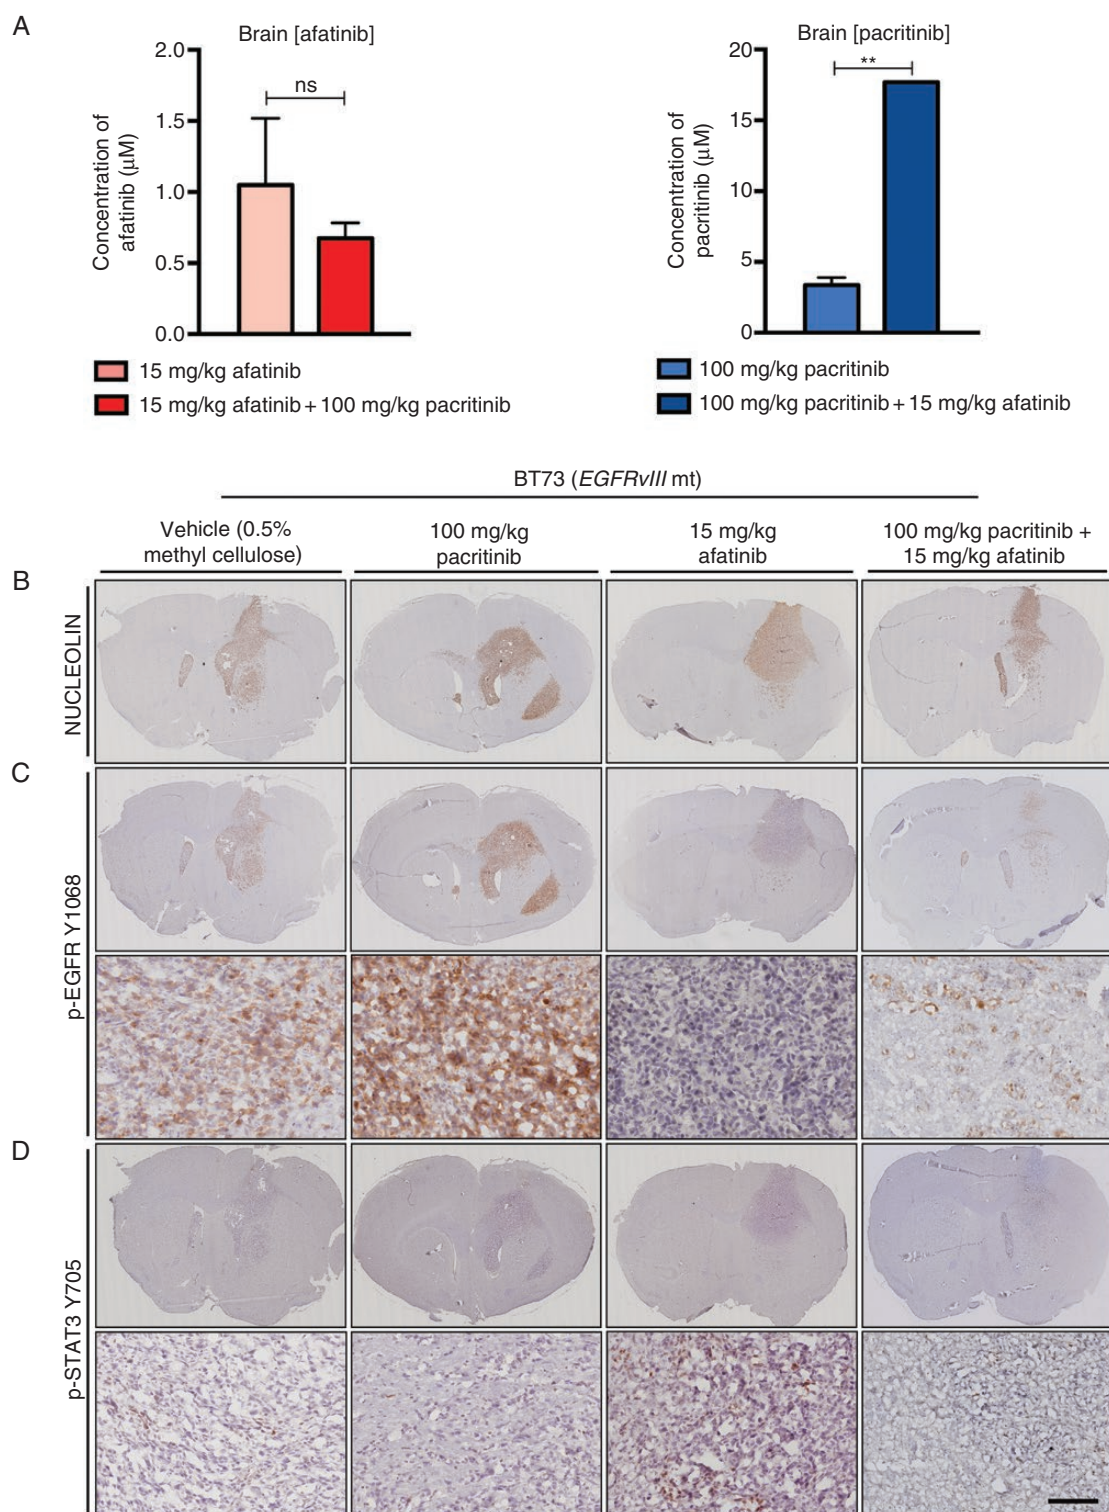 A
Brain [afatinib]
Concentration of
afatinib (µM)
2.0
1.5
1.0
0.5
0.0
ns
15 mg/kg afatinib
15 mg/kg afatinib + 100 mg/kg pacritinib
Brain [pacritinib]
Concentration of
pacritinib (µM)
20
15
10
5
0
**
100 mg/kg pacritinib
100 mg/kg pacritinib + 15 mg/kg afatinib
BT73 (EGFRvIII mt)
Vehicle (0.5%
methyl cellulose)
100 mg/kg
pacritinib
15 mg/kg
afatinib
100 mg/kg pacritinib +
15 mg/kg afatinib
B
NUCLEOLIN
C
p-EGFR Y1068
D
p-STAT3 Y705